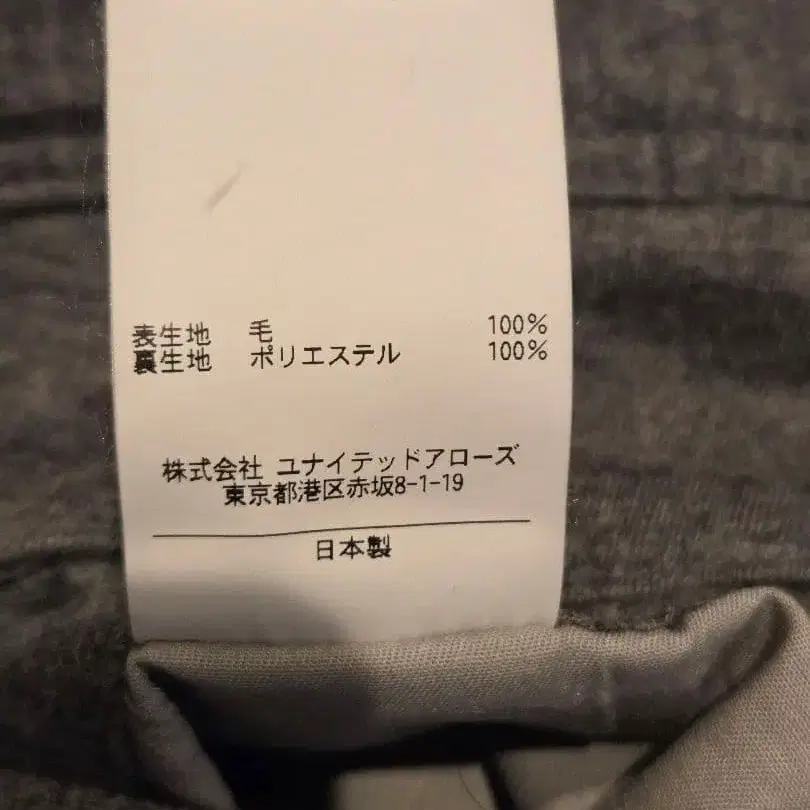 表生地 毛 100%
裏生地 ポリエステル 100%
株式会社 ユナイテッドアローズ
東京都港区赤坂8-1-19
日本製